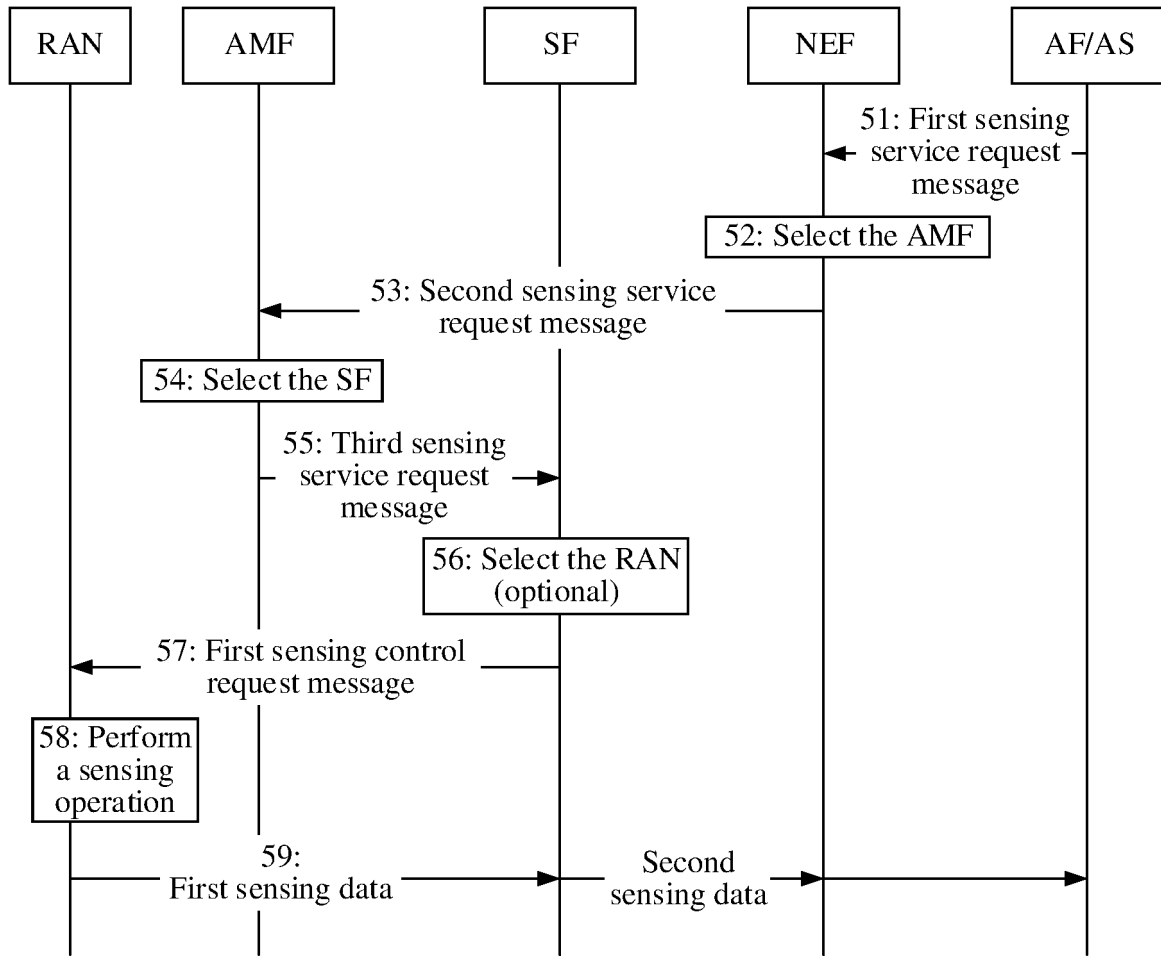 RAN
AMF
SF
NEF
AF/AS
51: First sensing
service request
message
52: Select the AMF
53: Second sensing service
request message
54: Select the SF
55: Third sensing
service request
message
56: Select the RAN
(optional)
57: First sensing control
request message
58: Perform
a sensing
operation
59:
First sensing data
Second
sensing data